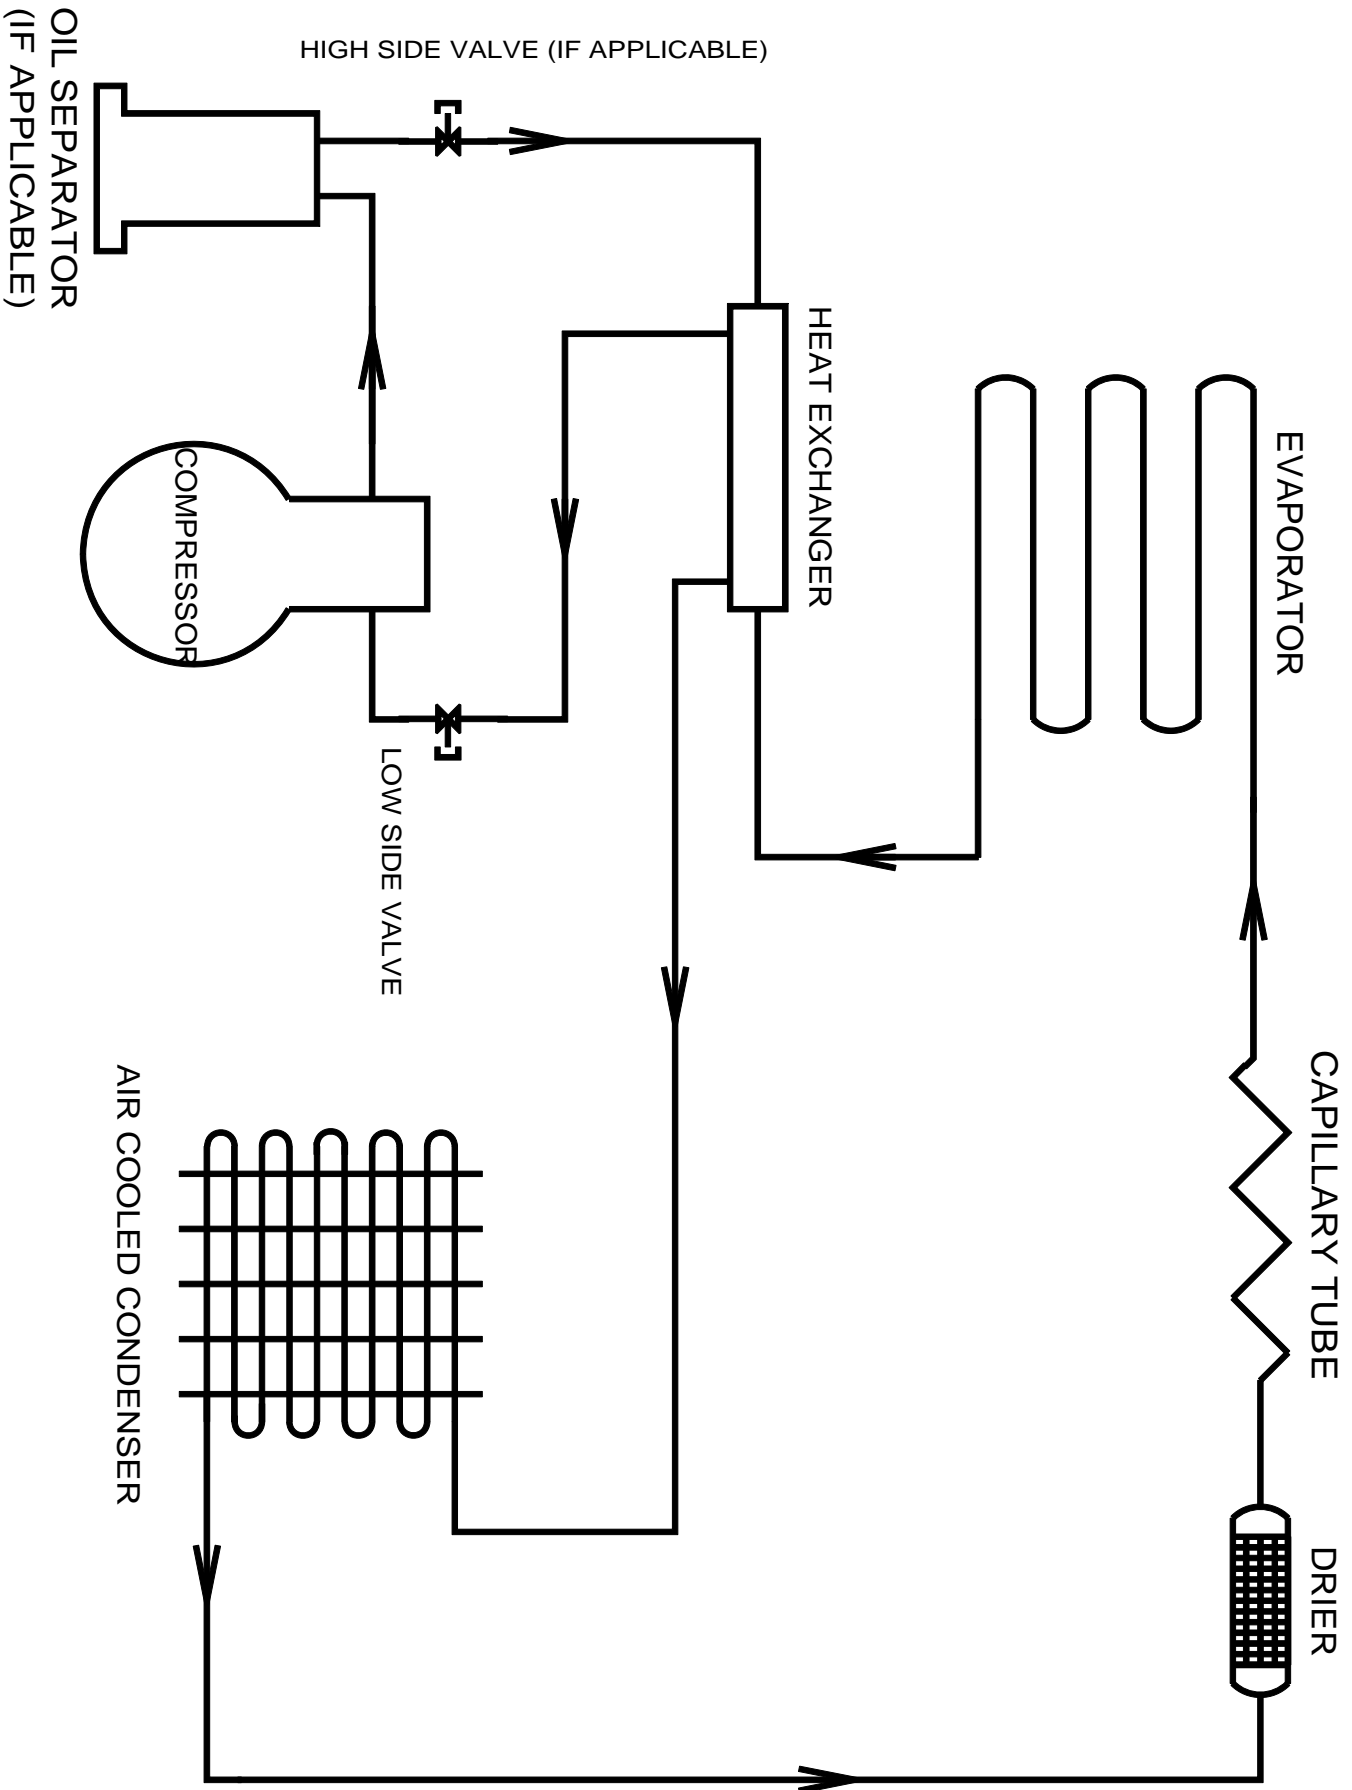 HIGH SIDE VALVE (IF APPLICABLE)
OIL SEPARATOR
(IF APPLICABLE)
HEAT EXCHANGER
EVAPORATOR
COMPRESSOR
LOW SIDE VALVE
AIR COOLED CONDENSER
CAPILLARY TUBE
DRIER